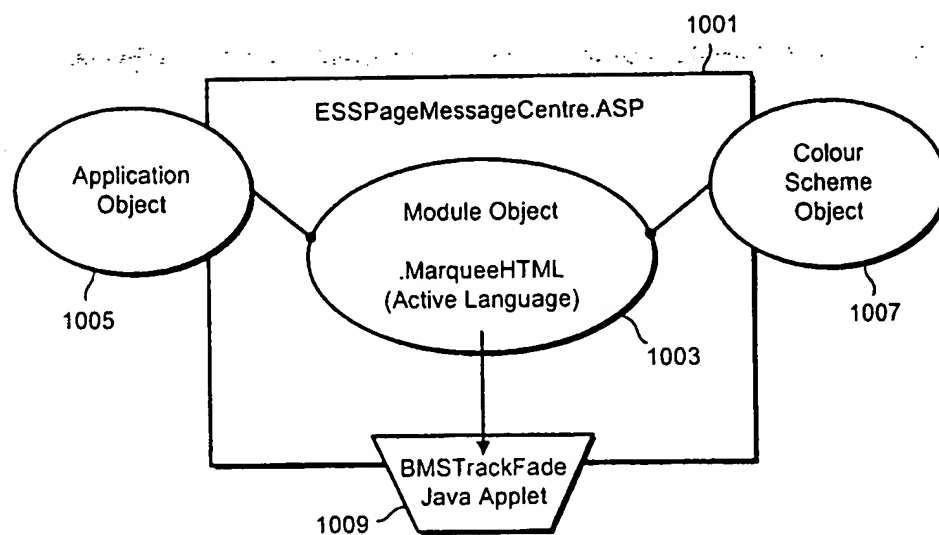 1001
ESSPageMessageCentre.ASP
Application
Object
Colour
Scheme
Object
Module Object
.MarqueeHTML
(Active Language)
1005
1007
1003
BMSTrackFade
Java Applet
1009